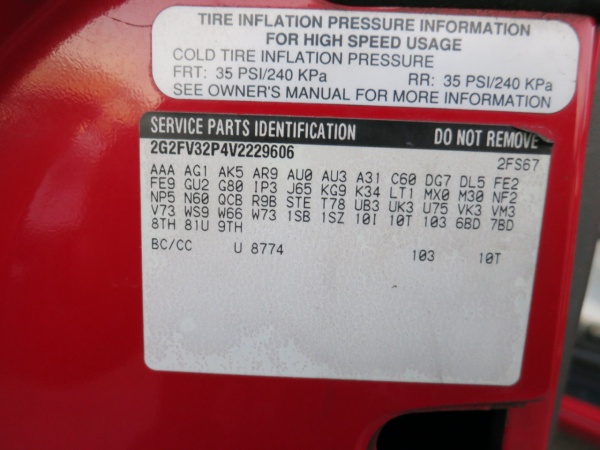 TIRE INFLATION PRESSURE INFORMATION
FOR HIGH SPEED USAGE
COLD TIRE INFLATION PRESSURE
FRT: 35 PSI/240 KPa RR: 35 PSI/240 KPa
SEE OWNER'S MANUAL FOR MORE INFORMATION
SERVICE PARTS IDENTIFICATION DO NOT REMOVE
2G2FV32P4V2229606 2FS67
AAA AG1 AK5 AR9 AU0 AU3 A31 C60 DG7 DL5 FE2
FE9 GU2 G80 IP3 J65 KG9 K34 LT1 MX0 M30 NF2
NP5 N60 QCB R9B STE T78 UB3 UK3 U75 VK3 VM3
V73 WS9 W66 W73 1SB 1SZ 10I 10T 103 6BD 7BD
8TH 81U 9TH
BC/CC U 8774 103 10T